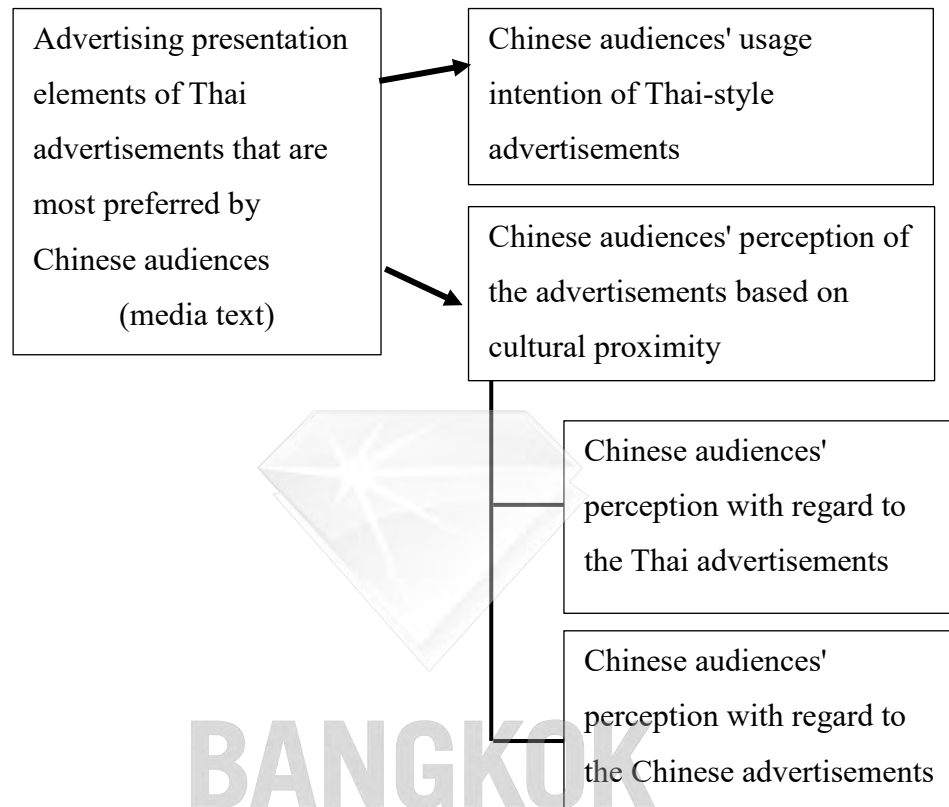 Advertising presentation
elements of Thai
advertisements that are
most preferred by
Chinese audiences
(media text)
Chinese audiences' usage
intention of Thai-style
advertisements
Chinese audiences' perception of
the advertisements based on
cultural proximity
Chinese audiences'
perception with regard to
the Thai advertisements
Chinese audiences'
perception with regard to
the Chinese advertisements
BANGKOK